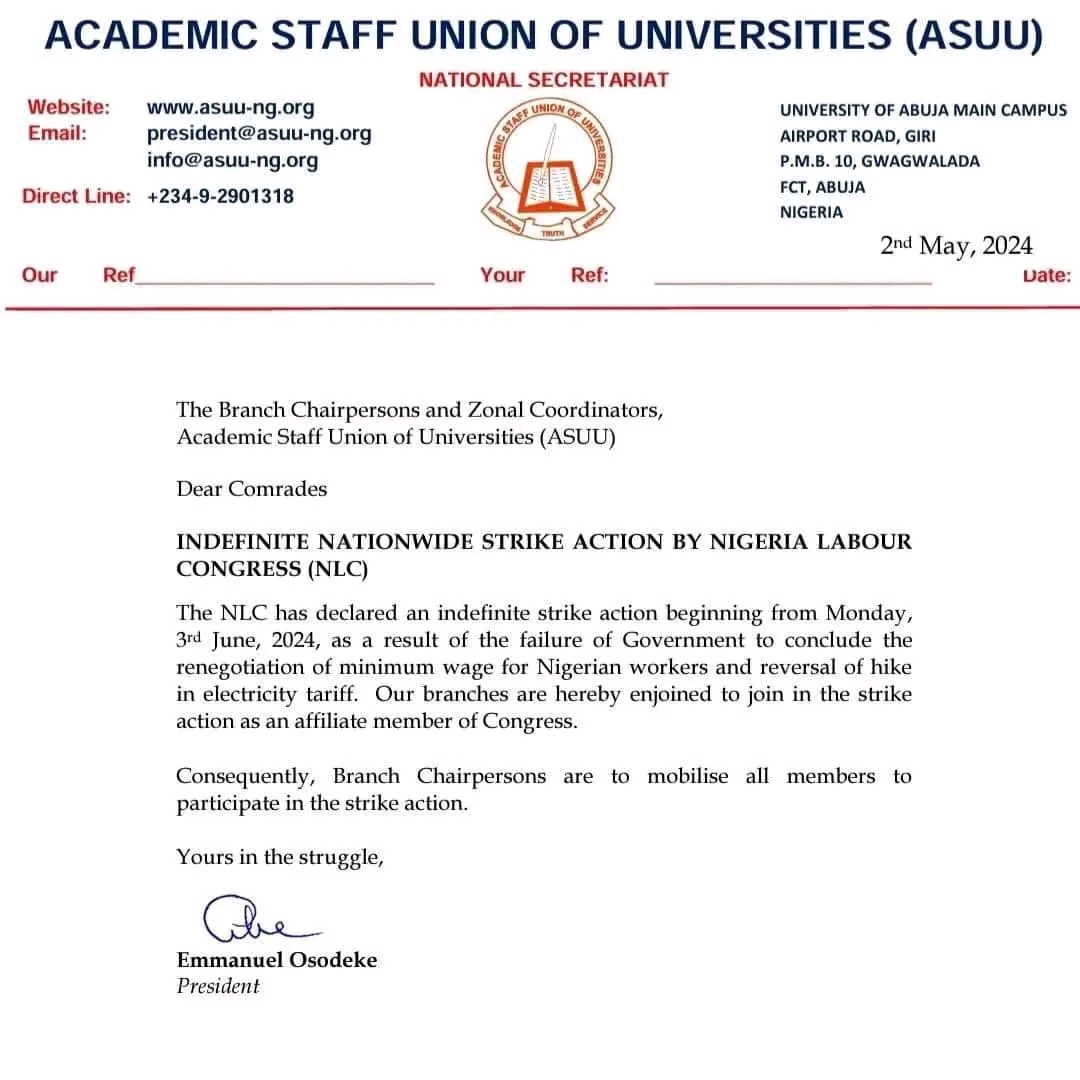 ACADEMIC STAFF UNION OF UNIVERSITIES (ASUU)
NATIONAL SECRETARIAT
Website: www.asuu-ng.org
Email: president@asuu-ng.org
info@asuu-ng.org
Direct Line: +234-9-2901318
ACADEMIC STAFF UNION OF UNIVERSITIES
KNOWLEDGE TRUTH SERVICE
UNIVERSITY OF ABUJA MAIN CAMPUS
AIRPORT ROAD, GIRI
P.M.B. 10, GWAGWALADA
FCT, ABUJA
NIGERIA
2nd May, 2024
Our Ref Your Ref: Date:
The Branch Chairpersons and Zonal Coordinators,
Academic Staff Union of Universities (ASUU)
Dear Comrades
INDEFINITE NATIONWIDE STRIKE ACTION BY NIGERIA LABOUR
CONGRESS (NLC)
The NLC has declared an indefinite strike action beginning from Monday,
3rd June, 2024, as a result of the failure of Government to conclude the
renegotiation of minimum wage for Nigerian workers and reversal of hike
in electricity tariff. Our branches are hereby enjoined to join in the strike
action as an affiliate member of Congress.
Consequently, Branch Chairpersons are to mobilise all members to
participate in the strike action.
Yours in the struggle,
Emmanuel Osodeke
President